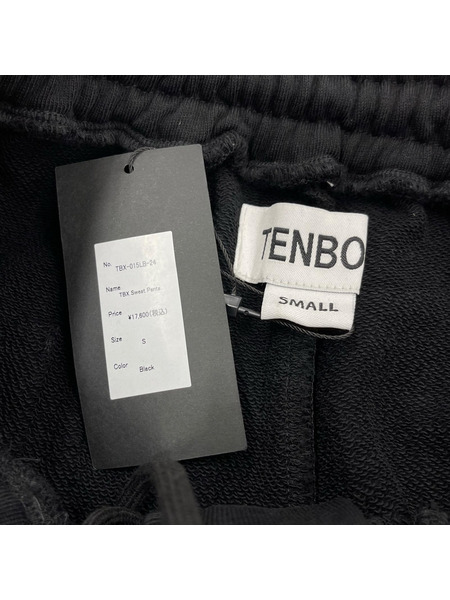 No. TBX-015LB-24
Name TBX Sweat Pants
Price ¥17,600(税込)
Size S
Color Black
TENBO
SMALL